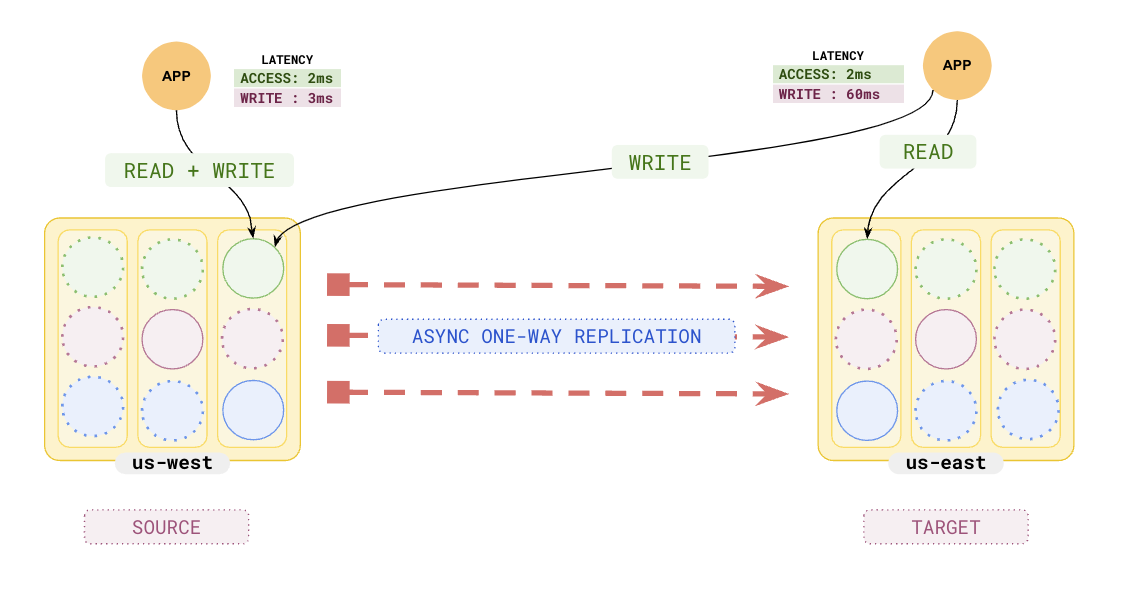 APP
LATENCY
ACCESS: 2ms
WRITE : 3ms
LATENCY
ACCESS: 2ms
WRITE : 60ms
APP
READ + WRITE
WRITE
READ
ASYNC ONE-WAY REPLICATION
us-west
us-east
SOURCE
TARGET